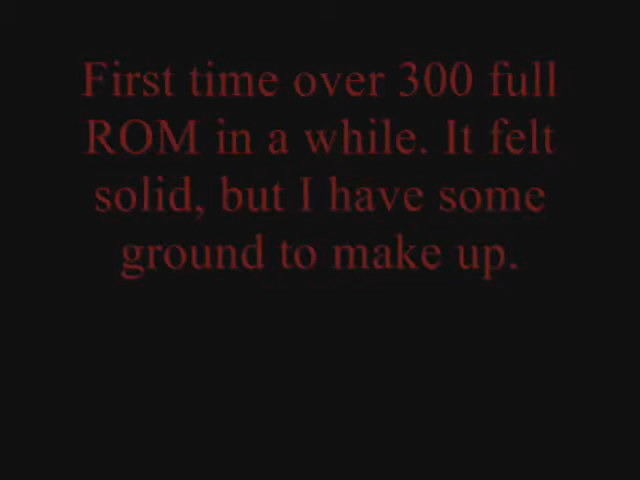 First time over 300 full
ROM in a while. It felt
solid, but I have some
ground to make up.